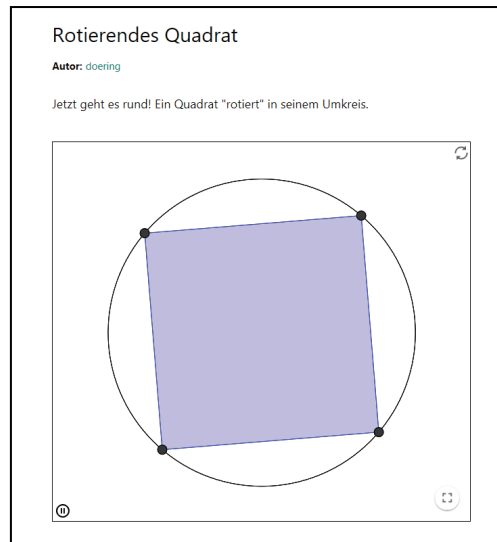 Rotierendes Quadrat
Autor: doering
Jetzt geht es rund! Ein Quadrat "rotiert" in seinem Umkreis.